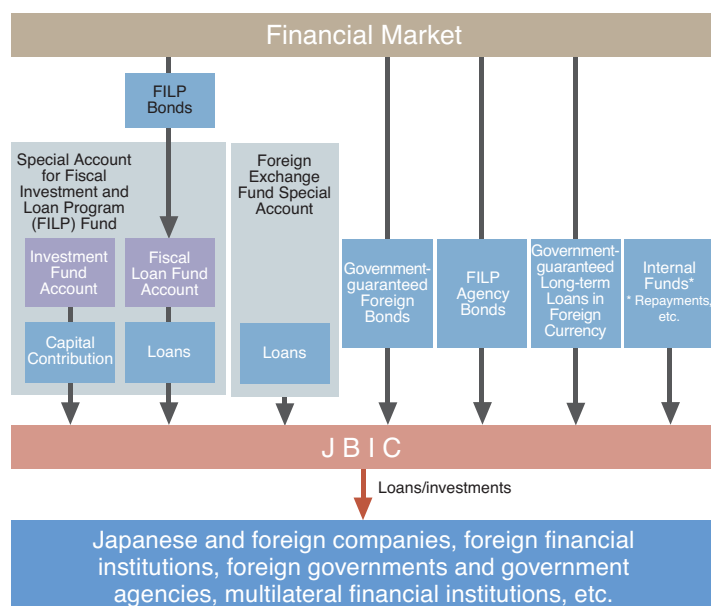 Financial Market
FILP
Bonds
Special Account
for Fiscal
Investment and
Loan Program
(FILP) Fund
Investment
Fund
Account
Fiscal
Loan Fund
Account
Capital
Contribution
Loans
Foreign
Exchange
Fund Special
Account
Loans
Government-
guaranteed
Foreign
Bonds
FILP
Agency
Bonds
Government-
guaranteed
Long-term
Loans in
Foreign
Currency
Internal
Funds*
* Repayments,
etc.
J B I C
Loans/investments
Japanese and foreign companies, foreign financial
institutions, foreign governments and government
agencies, multilateral financial institutions, etc.